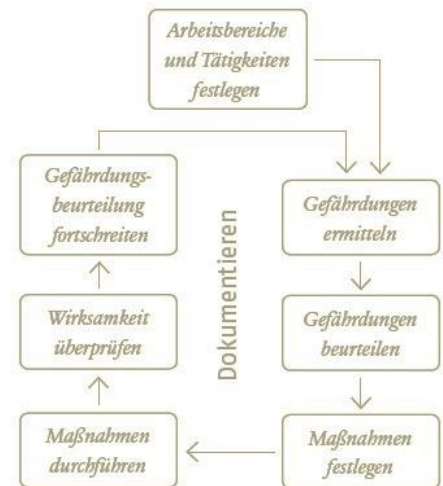 Arbeitsbereiche
und Tätigkeiten
festlegen
Gefährdungs-
beurteilung
fortschreiten
Gefährdungen
ermitteln
Dokumentieren
Wirksamkeit
überprüfen
Gefährdungen
beurteilen
Maßnahmen
durchführen
Maßnahmen
festlegen